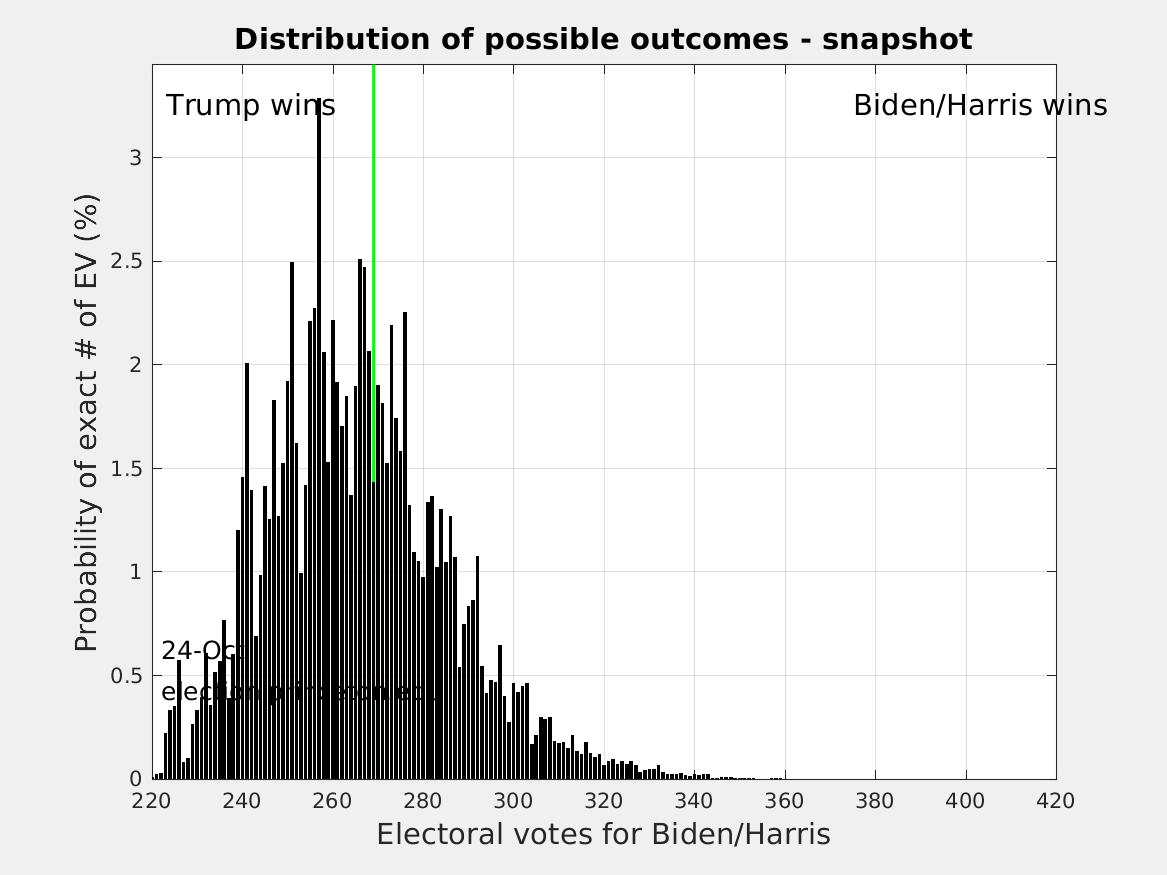 Distribution of possible outcomes - snapshot
Trump wins
Biden/Harris wins
3
2.5
2
1.5
1
0.5
0
Probability of exact # of EV (%)
24-Oct
220 240 260 280 300 320 340 360 380 400 420
Electoral votes for Biden/Harris